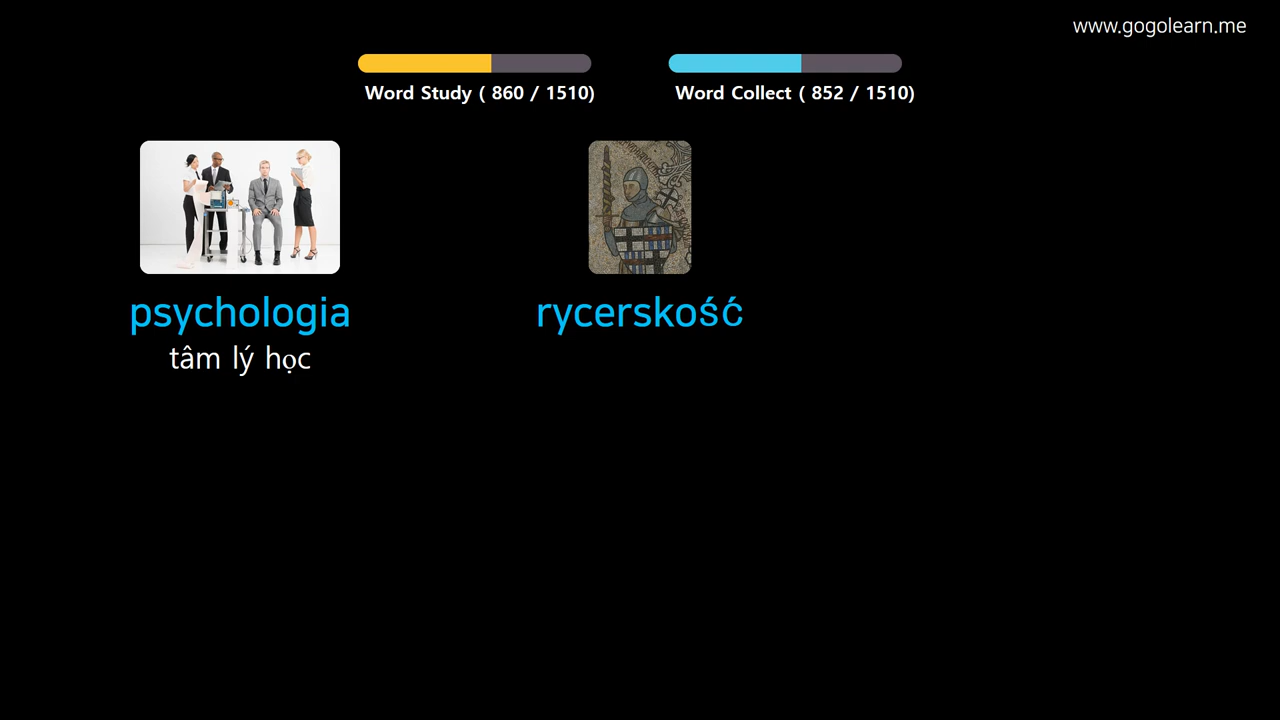 www.gogolearn.me
Word Study ( 860 / 1510)
Word Collect ( 852 / 1510)
psychologia
tâm lý học
rycerskość